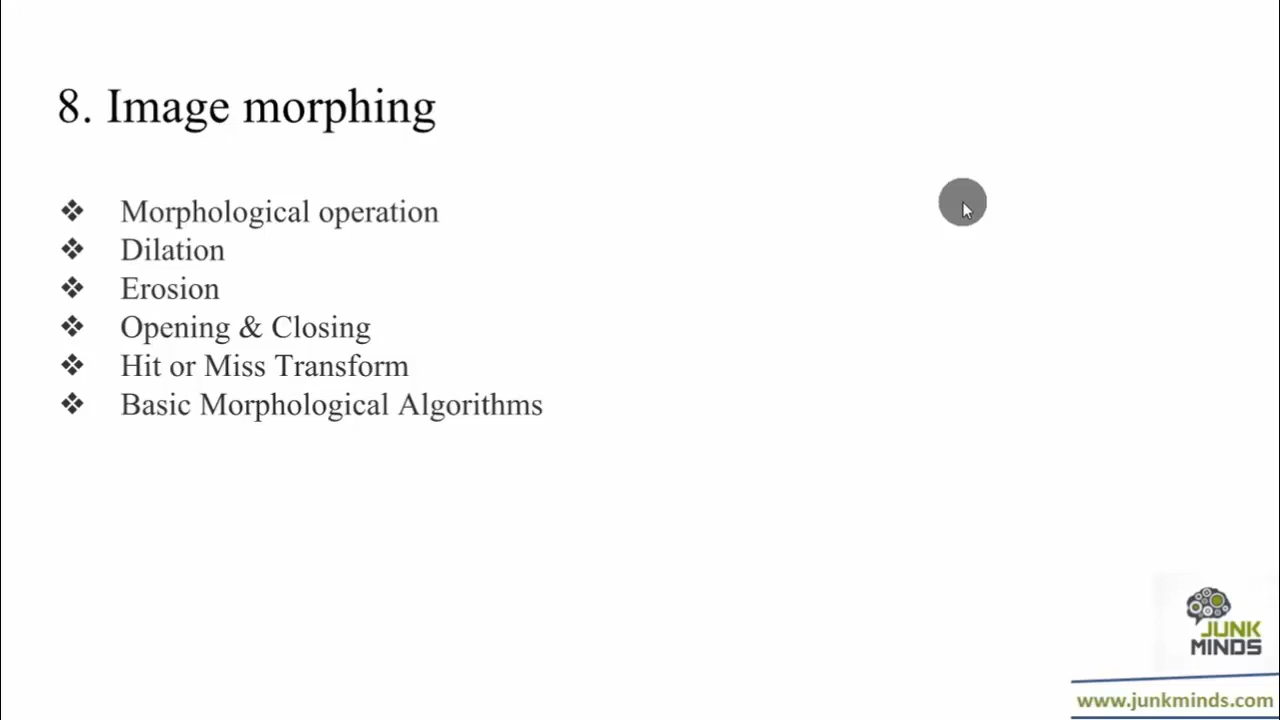 8. Image morphing
❖ Morphological operation
❖ Dilation
❖ Erosion
❖ Opening & Closing
❖ Hit or Miss Transform
❖ Basic Morphological Algorithms
JUNK
MINDS
www.junkminds.com